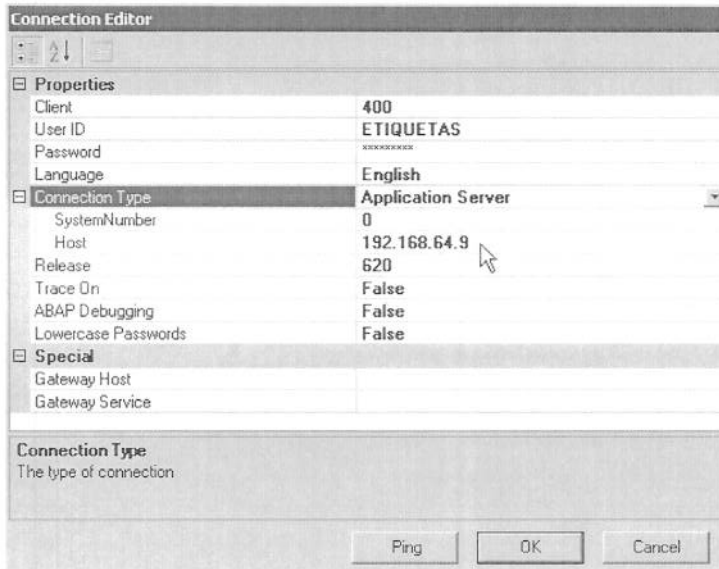 Connection Editor
Properties
Client 400
User ID ETIQUETAS
Password *********
Language English
Connection Type Application Server
SystemNumber 0
Host 192.168.64.9
Release 620
Trace On False
ABAP Debugging False
Lowercase Passwords False
Special
Gateway Host
Gateway Service
Connection Type
The type of connection
Ping OK Cancel